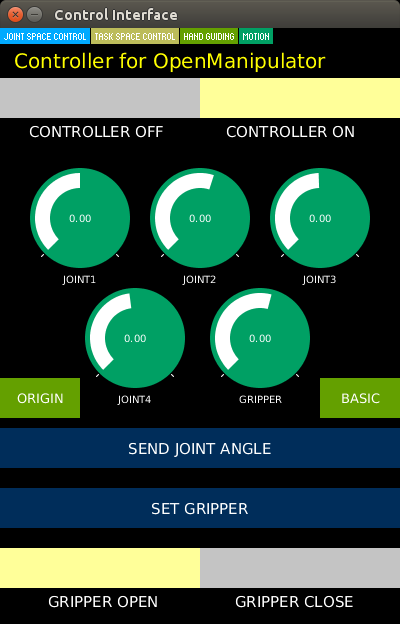 Control Interface
JOINT SPACE CONTROL TASK SPACE CONTROL HAND GUIDING MOTION
Controller for OpenManipulator
CONTROLLER OFF CONTROLLER ON
0.00 0.00 0.00
JOINT1 JOINT2 JOINT3
0.00 0.00
ORIGIN JOINT4 GRIPPER BASIC
SEND JOINT ANGLE
SET GRIPPER
GRIPPER OPEN GRIPPER CLOSE